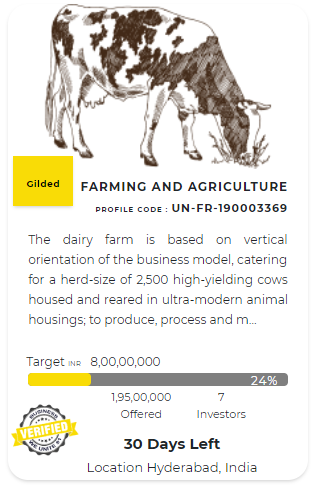 Gilded
FARMING AND AGRICULTURE
PROFILE CODE : UN-FR-190003369
The dairy farm is based on vertical
orientation of the business model, catering
for a herd-size of 2,500 high-yielding cows
housed and reared in ultra-modern animal
housings; to produce, process and m...
Target INR 8,00,00,000
24%
1,95,00,000 7
Offered Investors
BUSINESS
VERIFIED
30 Days Left
Location Hyderabad, India